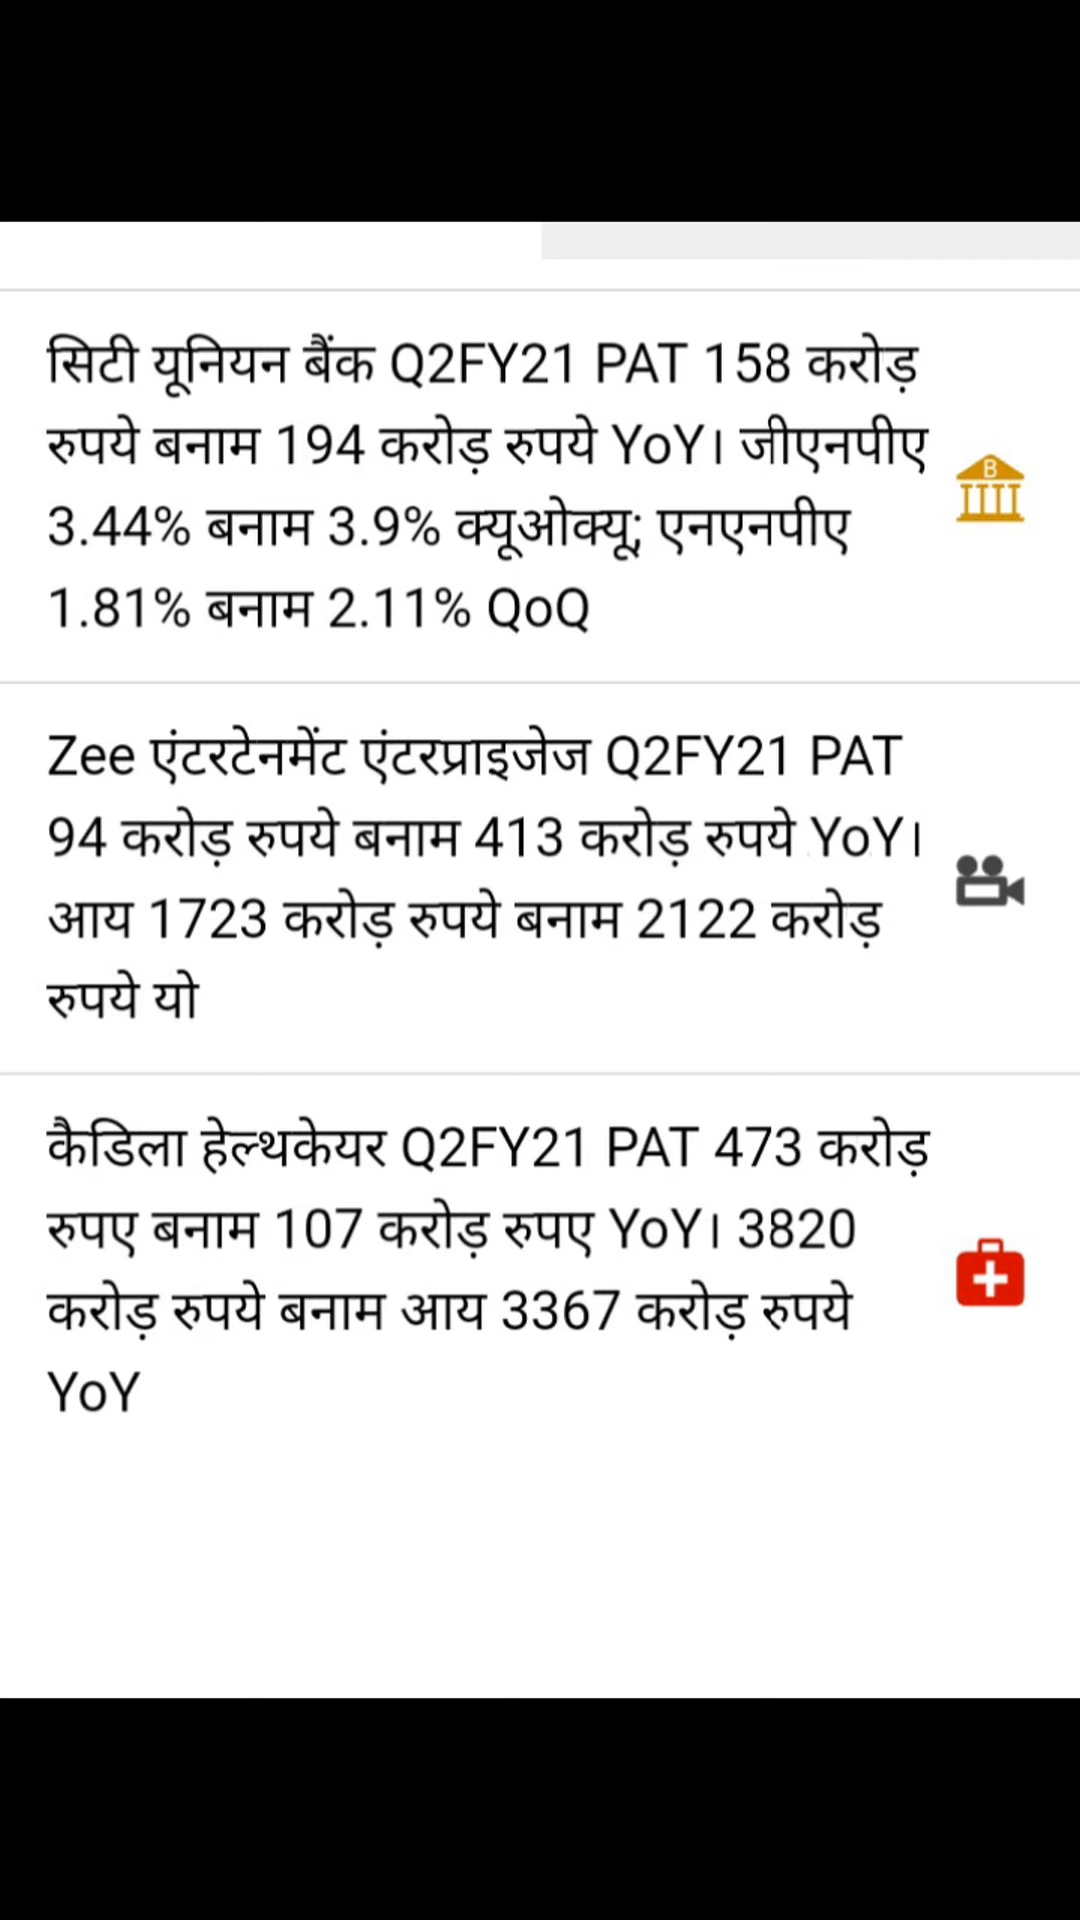 सिटी यूनियन बैंक Q2FY21 PAT 158 करोड़
रुपये बनाम 194 करोड़ रुपये YoY। जीएनपीए
3.44% बनाम 3.9% क्यूओक्यू; एनएनपीए
1.81% बनाम 2.11% QoQ
B
Zee एंटरटेनमेंट एंटरप्राइजेज Q2FY21 PAT
94 करोड़ रुपये बनाम 413 करोड़ रुपये YoY।
आय 1723 करोड़ रुपये बनाम 2122 करोड़
रुपये यो
कैडिला हेल्थकेयर Q2FY21 PAT 473 करोड़
रुपए बनाम 107 करोड़ रुपए YoY। 3820
करोड़ रुपये बनाम आय 3367 करोड़ रुपये
YoY